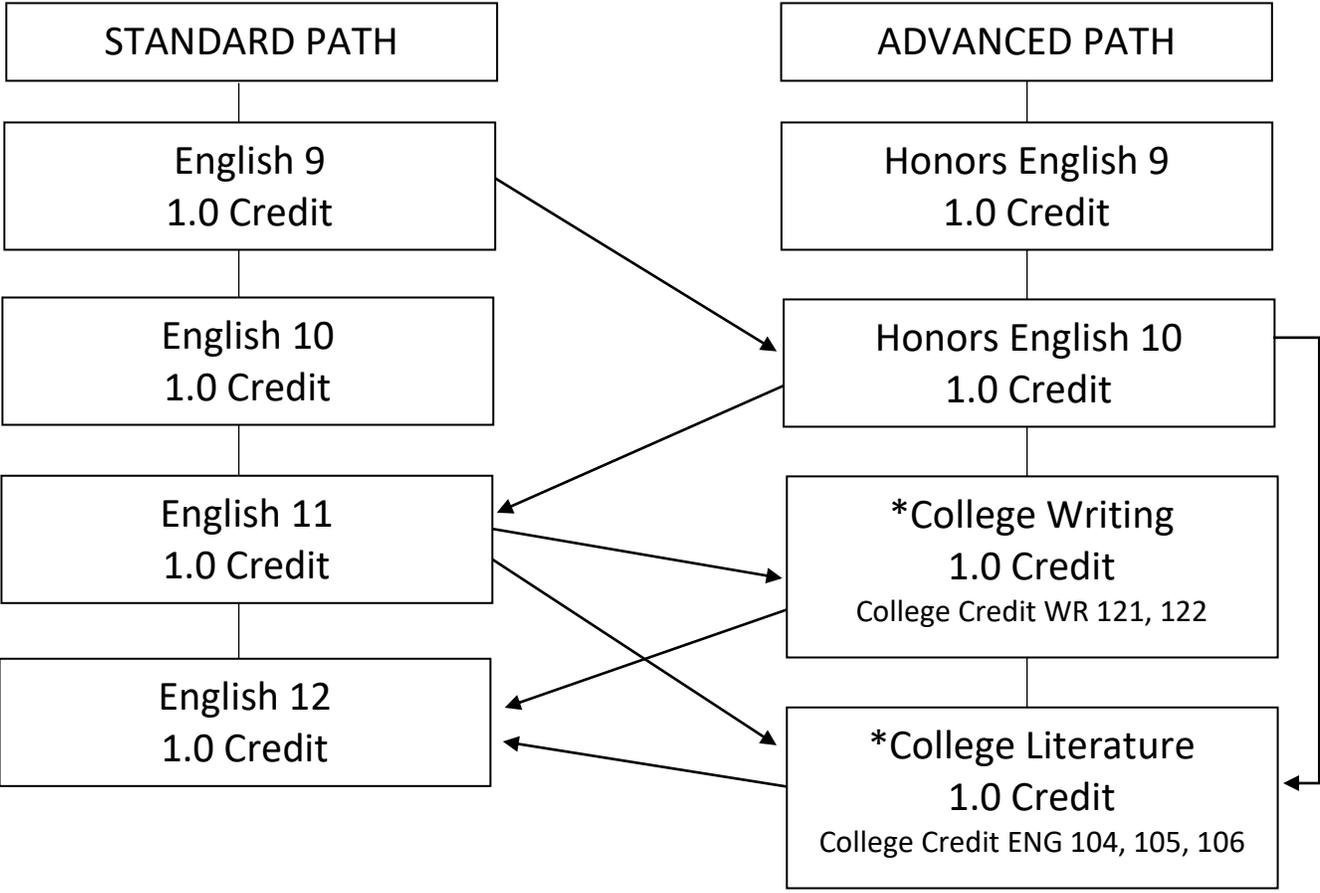 STANDARD PATH
English 9
1.0 Credit
English 10
1.0 Credit
English 11
1.0 Credit
English 12
1.0 Credit
ADVANCED PATH
Honors English 9
1.0 Credit
Honors English 10
1.0 Credit
*College Writing
1.0 Credit
College Credit WR 121, 122
*College Literature
1.0 Credit
College Credit ENG 104, 105, 106